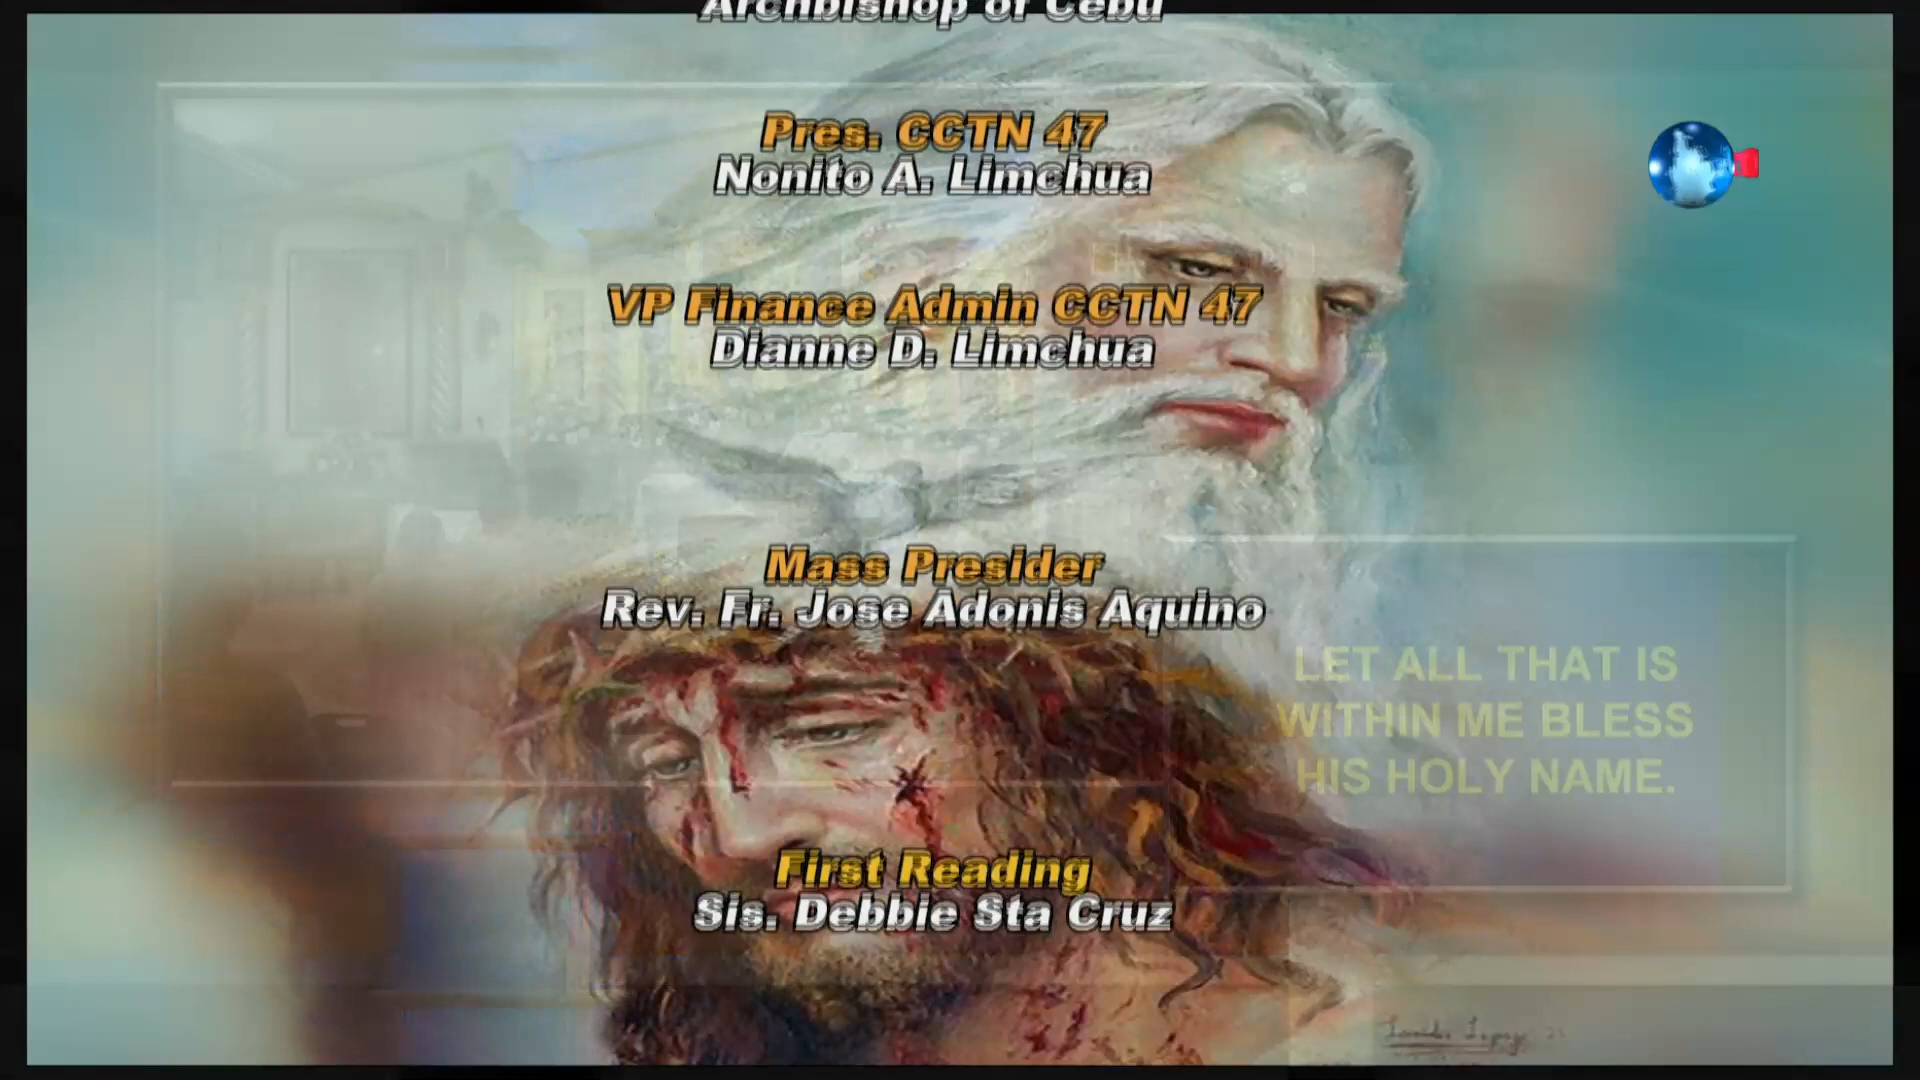 Archbishop of Cebu
Pres. CCTN 47
Nonito A. Limchua
VP Finance Admin CCTN 47
Dianne D. Limchua
Mass Presider
Rev. Fr. Jose Adonis Aquino
LET ALL THAT IS
WITHIN ME BLESS
HIS HOLY NAME.
First Reading
Sis. Debbie Sta Cruz